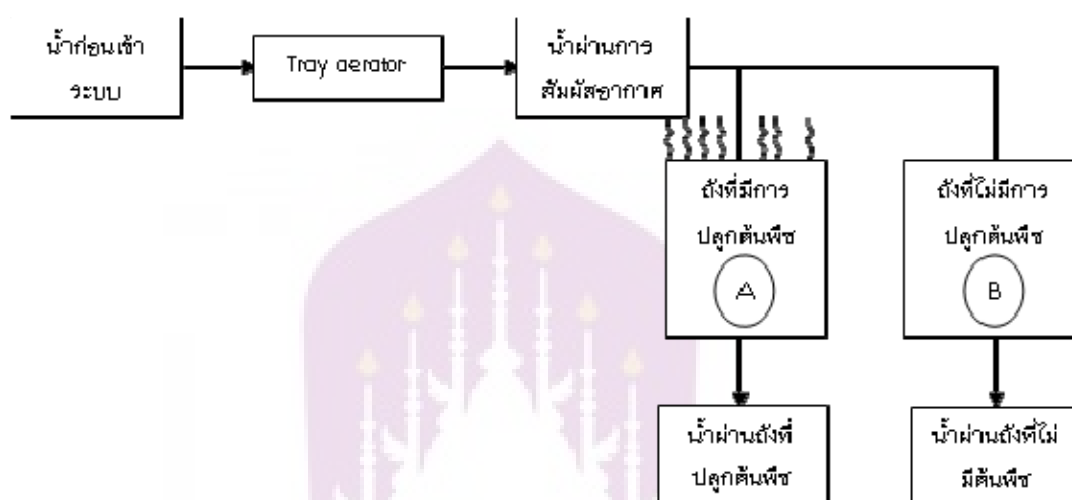 น้ำก่อนเข้า
ระบบ
Tray aerator
น้ำผ่านการ
สัมผัสอากาศ
ถังที่มีการ
ปลูกต้นพืช
A
ถังที่ไม่มีการ
ปลูกต้นพืช
B
น้ำผ่านถังที่
ปลูกต้นพืช
น้ำผ่านถังที่ไม่
มีต้นพืช